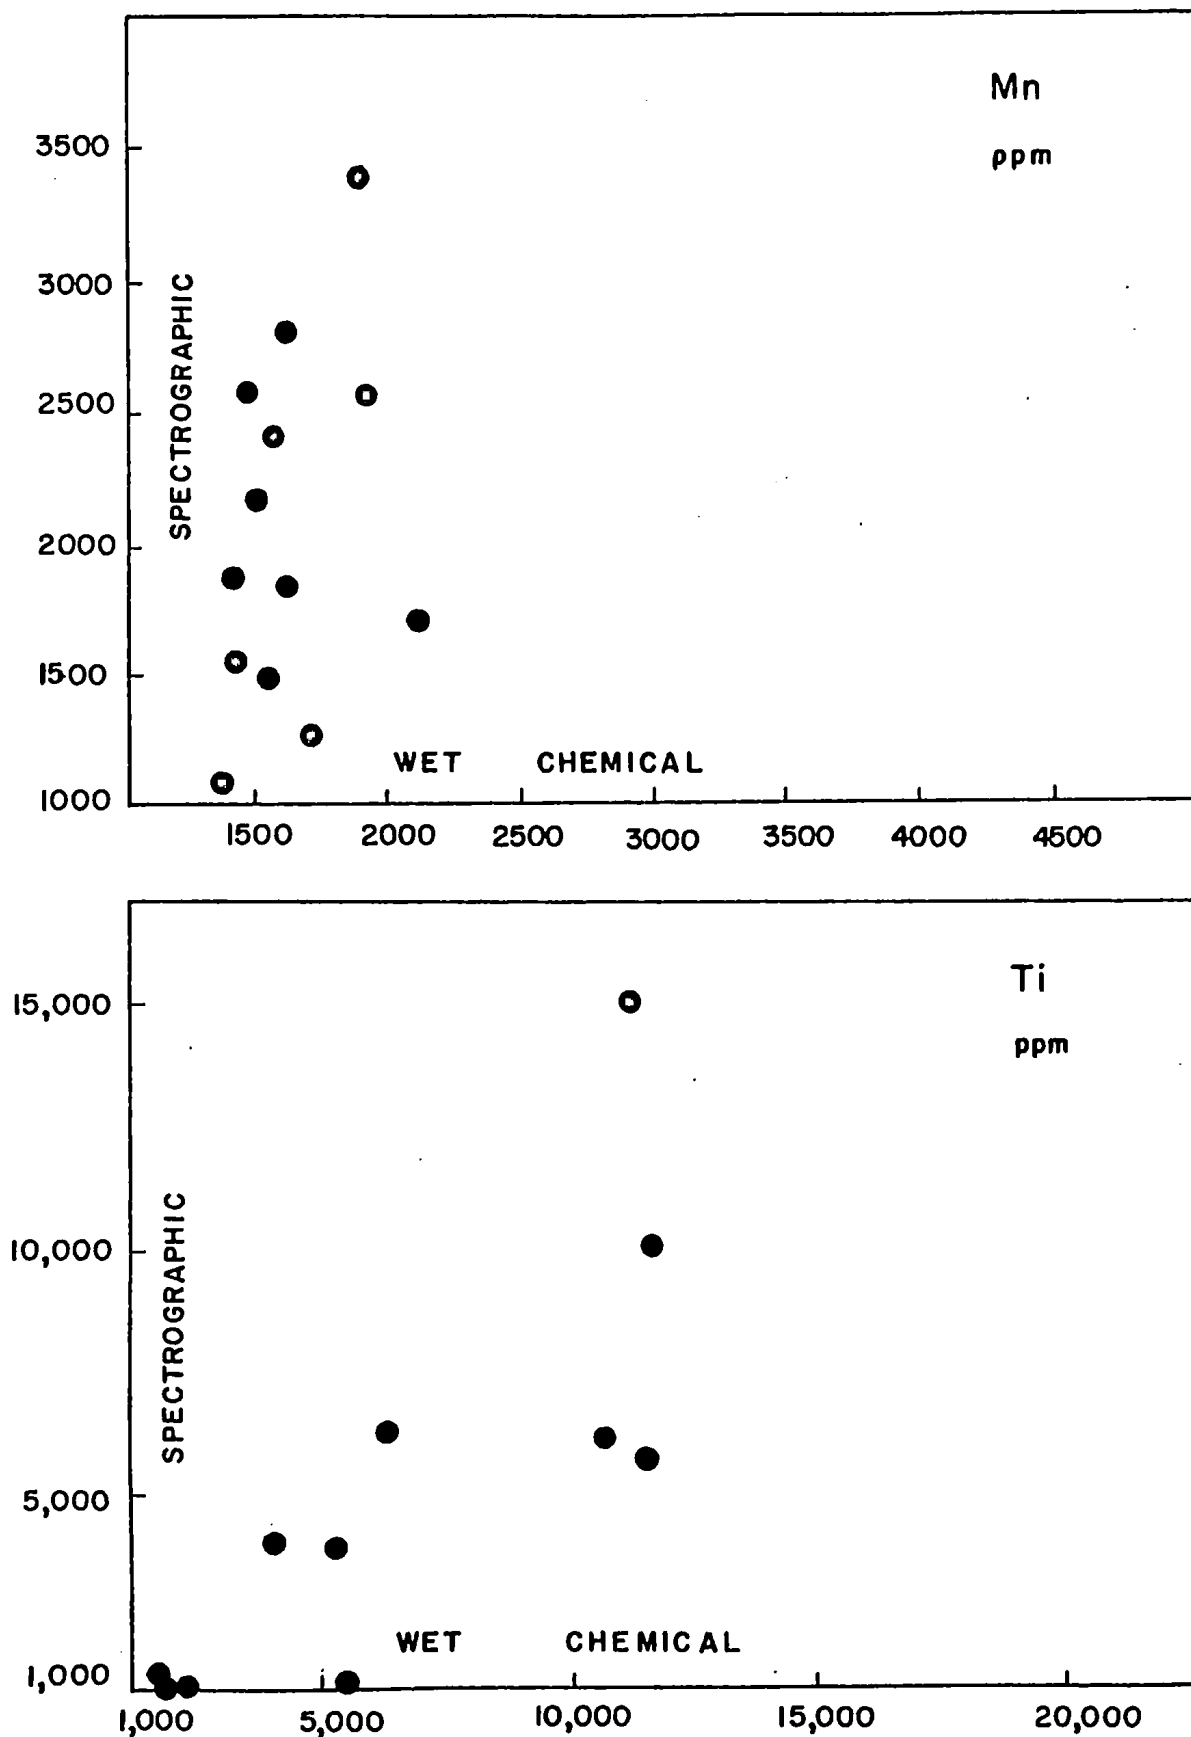 Mn
ppm
3500
3000
2500
2000
1500
1000
SPECTROGRAPHIC
WET CHEMICAL
1500 2000 2500 3000 3500 4000 4500
Ti
ppm
15,000
10,000
5,000
1,000
SPECTROGRAPHIC
WET CHEMICAL
1,000 5,000 10,000 15,000 20,000